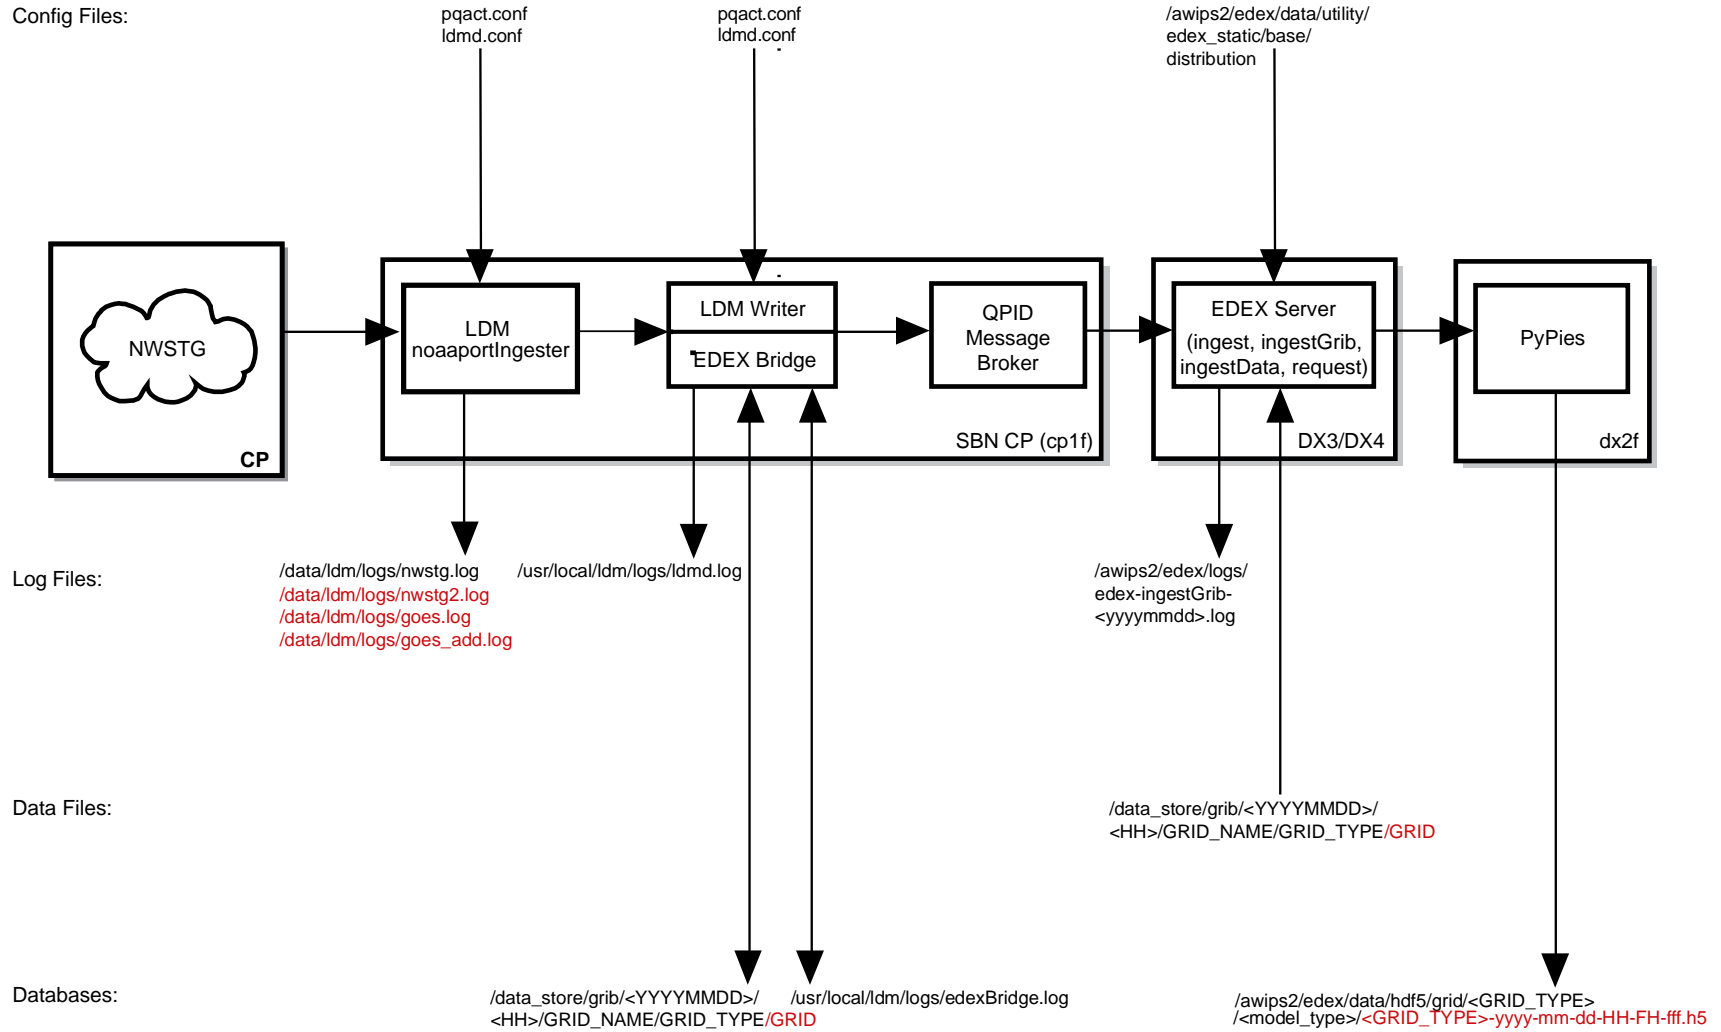 Config Files:
pqact.conf
ldmd.conf
pqact.conf
ldmd.conf
/awips2/edex/data/utility/
edex_static/base/
distribution
NWSTG
CP
LDM
noaaportIngester
LDM Writer
EDEX Bridge
QPID
Message
Broker
SBN CP (cp1f)
EDEX Server
(ingest, ingestGrib,
ingestData, request)
DX3/DX4
PyPies
dx2f
Log Files:
/data/ldm/logs/nwstg.log
/data/ldm/logs/nwstg2.log
/data/ldm/logs/goes.log
/data/ldm/logs/goes_add.log
/usr/local/ldm/logs/ldmd.log
/awips2/edex/logs/
edex-ingestGrib-
<yyyymmdd>.log
Data Files:
/data_store/grib/<YYYYMMDD>/
<HH>/GRID_NAME/GRID_TYPE/GRID
Databases:
/data_store/grib/<YYYYMMDD>/
<HH>/GRID_NAME/GRID_TYPE/GRID
/usr/local/ldm/logs/edexBridge.log
/awips2/edex/data/hdf5/grid/<GRID_TYPE>
/<model_type>/<GRID_TYPE>-yyyy-mm-dd-HH-FH-fff.h5